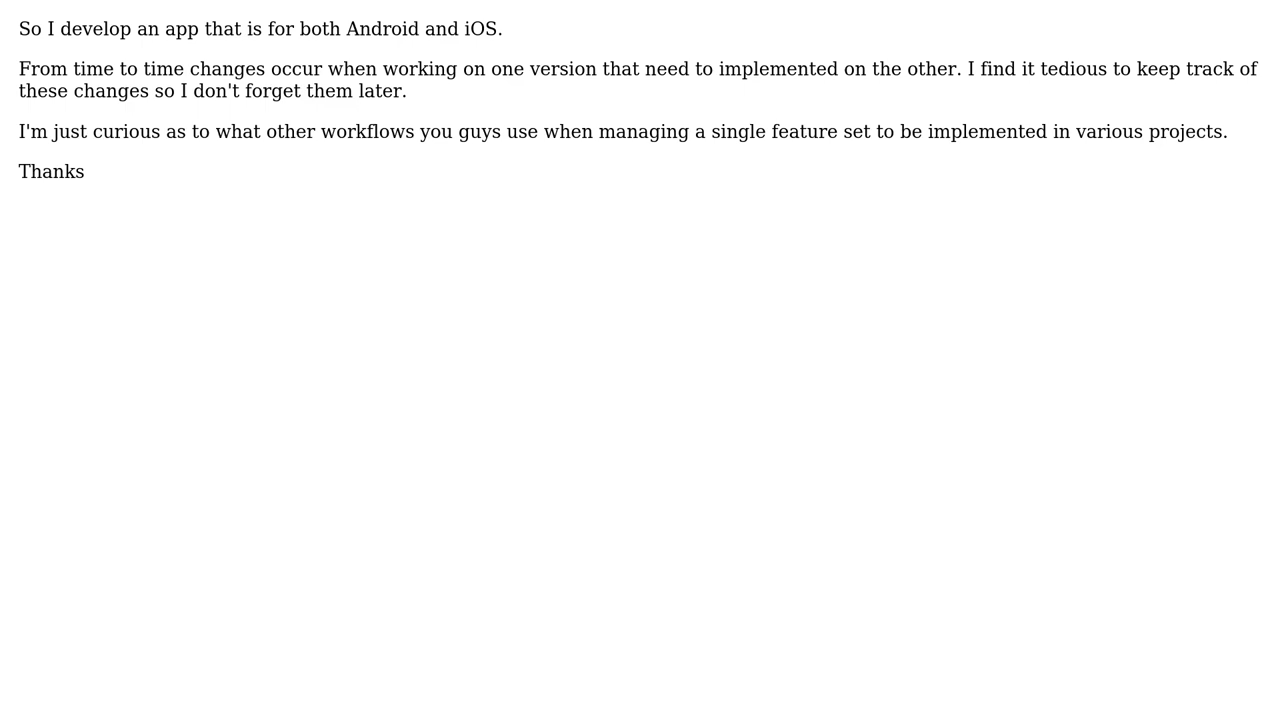 So I develop an app that is for both Android and iOS.
From time to time changes occur when working on one version that need to implemented on the other. I find it tedious to keep track of
these changes so I don't forget them later.
I'm just curious as to what other workflows you guys use when managing a single feature set to be implemented in various projects.
Thanks